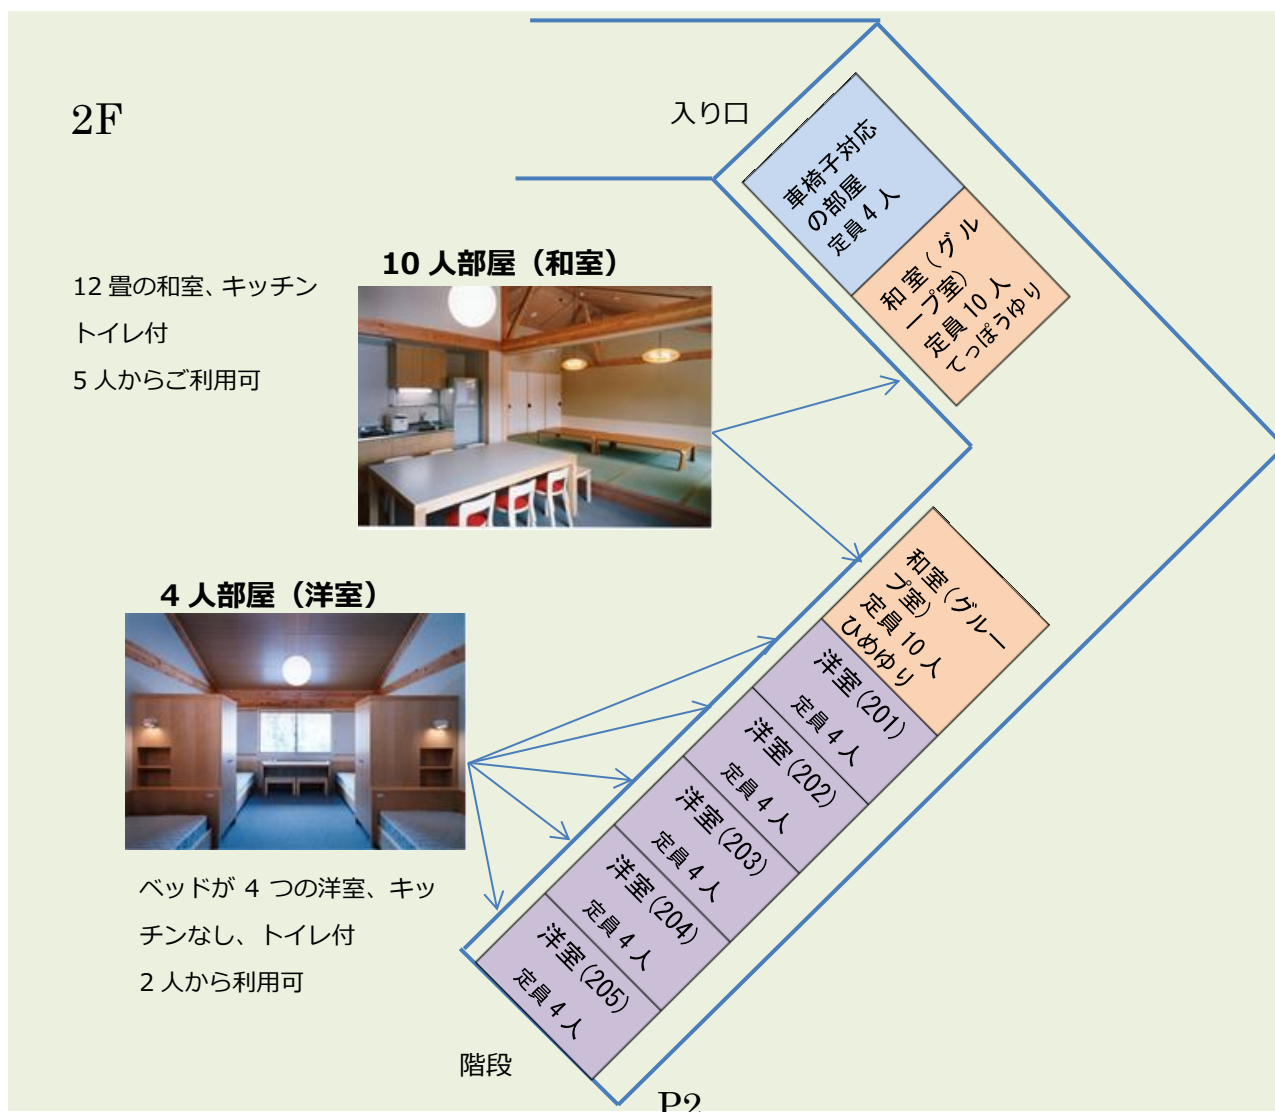 2F
入り口
車椅子対応
の部屋
定員 4 人
和室（グル
ープ室）
定員 10 人
てっぽうゆり
10 人部屋（和室）
12 畳の和室、キッチン
トイレ付
5 人からご利用可
和室（グルー
プ室）
定員 10 人
ひめゆり
4 人部屋（洋室）
洋室(201)
定員 4 人
洋室(202)
定員 4 人
洋室(203)
定員 4 人
洋室(204)
定員 4 人
洋室(205)
定員 4 人
ベッドが 4 つの洋室、キッ
チンなし、トイレ付
2 人から利用可
階段
P2